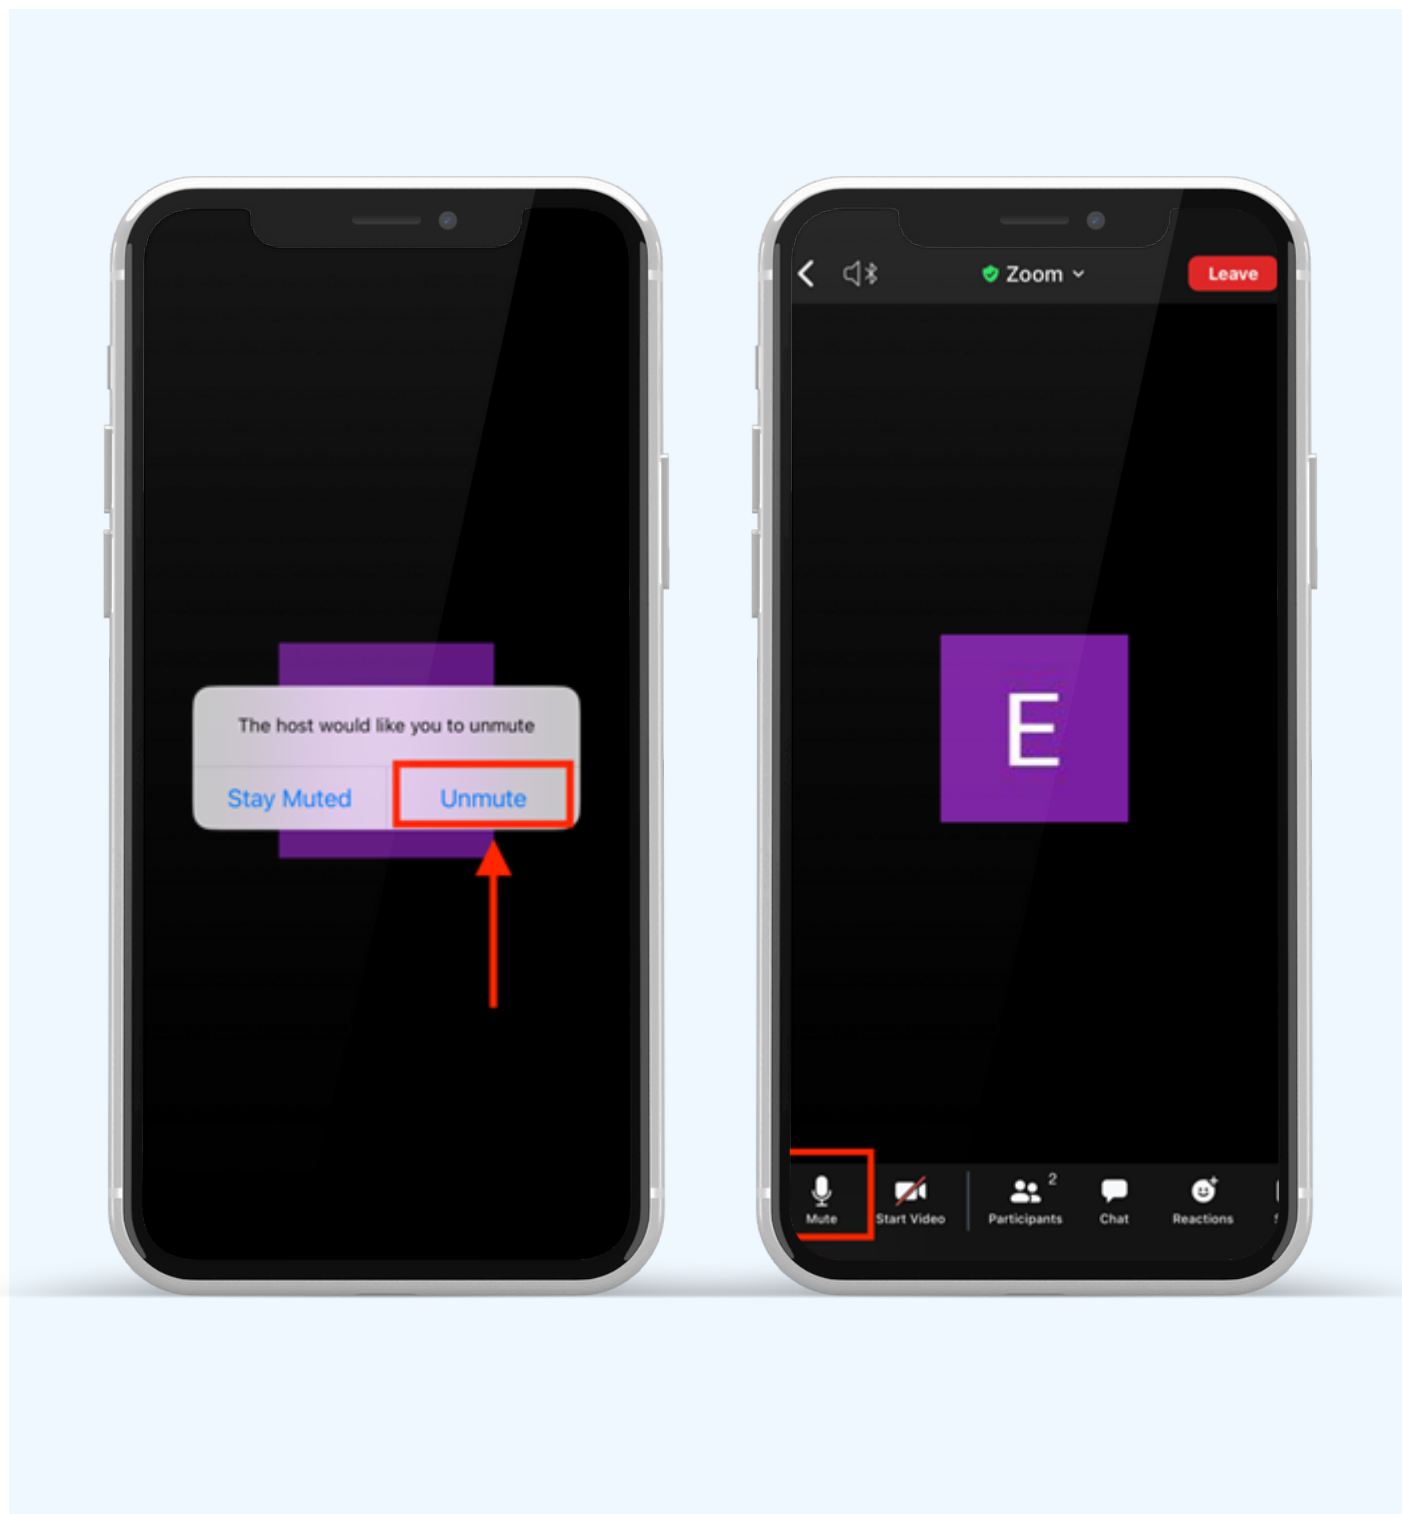 The host would like you to unmute
Stay Muted
Unmute
Zoom
Leave
E
Mute
Start Video
2
Participants
Chat
Reactions